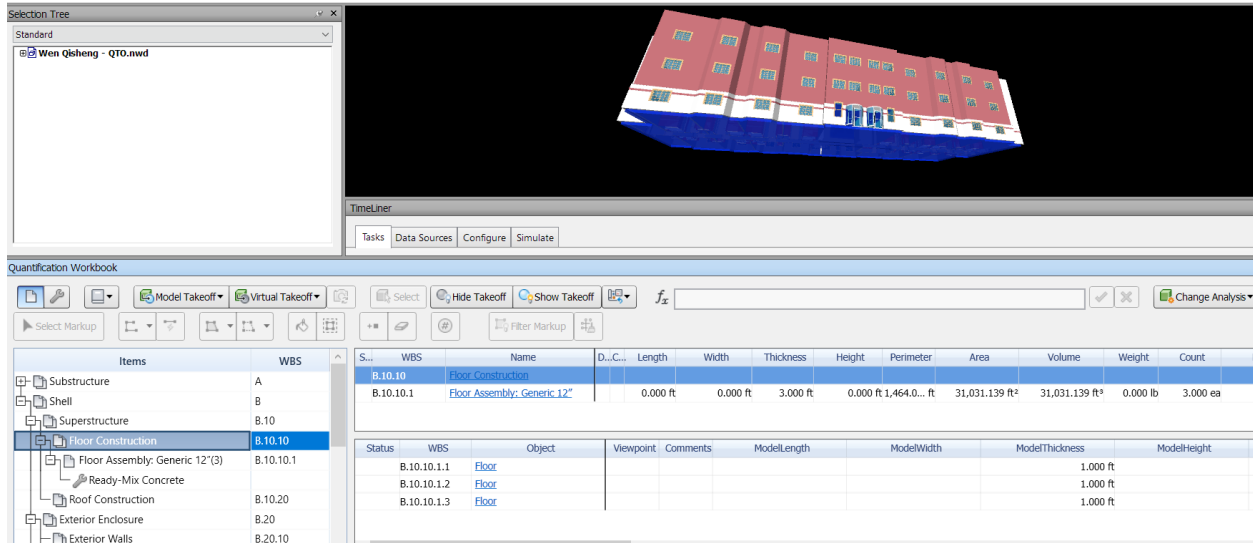 Selection Tree
Standard
Wen Qisheng - QTO.nwd
TimeLiner
Tasks Data Sources Configure Simulate
Quantification Workbook
Model Takeoff Virtual Takeoff Select Hide Takeoff Show Takeoff fx Change Analysis
Select Markup Filter Markup
Items WBS
Substructure A
Shell B
Superstructure B.10
Floor Construction B.10.10
Floor Assembly: Generic 12"(3) B.10.10.1
Ready-Mix Concrete
Roof Construction B.10.20
Exterior Enclosure B.20
Exterior Walls B.20.10
S... WBS Name D... C... Length Width Thickness Height Perimeter Area Volume Weight Count
B.10.10 Floor Construction
B.10.10.1 Floor Assembly: Generic 12" 0.000 ft 0.000 ft 3.000 ft 0.000 ft 1,464.0... ft 31,031.139 ft² 31,031.139 ft³ 0.000 lb 3.000 ea
Status WBS Object Viewpoint Comments ModelLength ModelWidth ModelThickness ModelHeight
B.10.10.1.1 Floor 1.000 ft
B.10.10.1.2 Floor 1.000 ft
B.10.10.1.3 Floor 1.000 ft